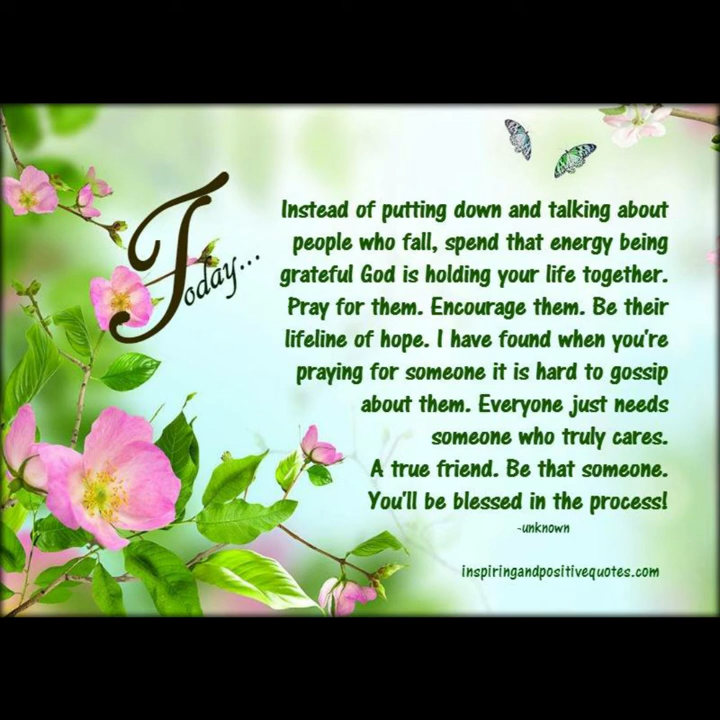 Today...
Instead of putting down and talking about
people who fall, spend that energy being
grateful God is holding your life together.
Pray for them. Encourage them. Be their
lifeline of hope. I have found when you're
praying for someone it is hard to gossip
about them. Everyone just needs
someone who truly cares.
A true friend. Be that someone.
You'll be blessed in the process!
-unknown
inspiringandpositivequotes.com